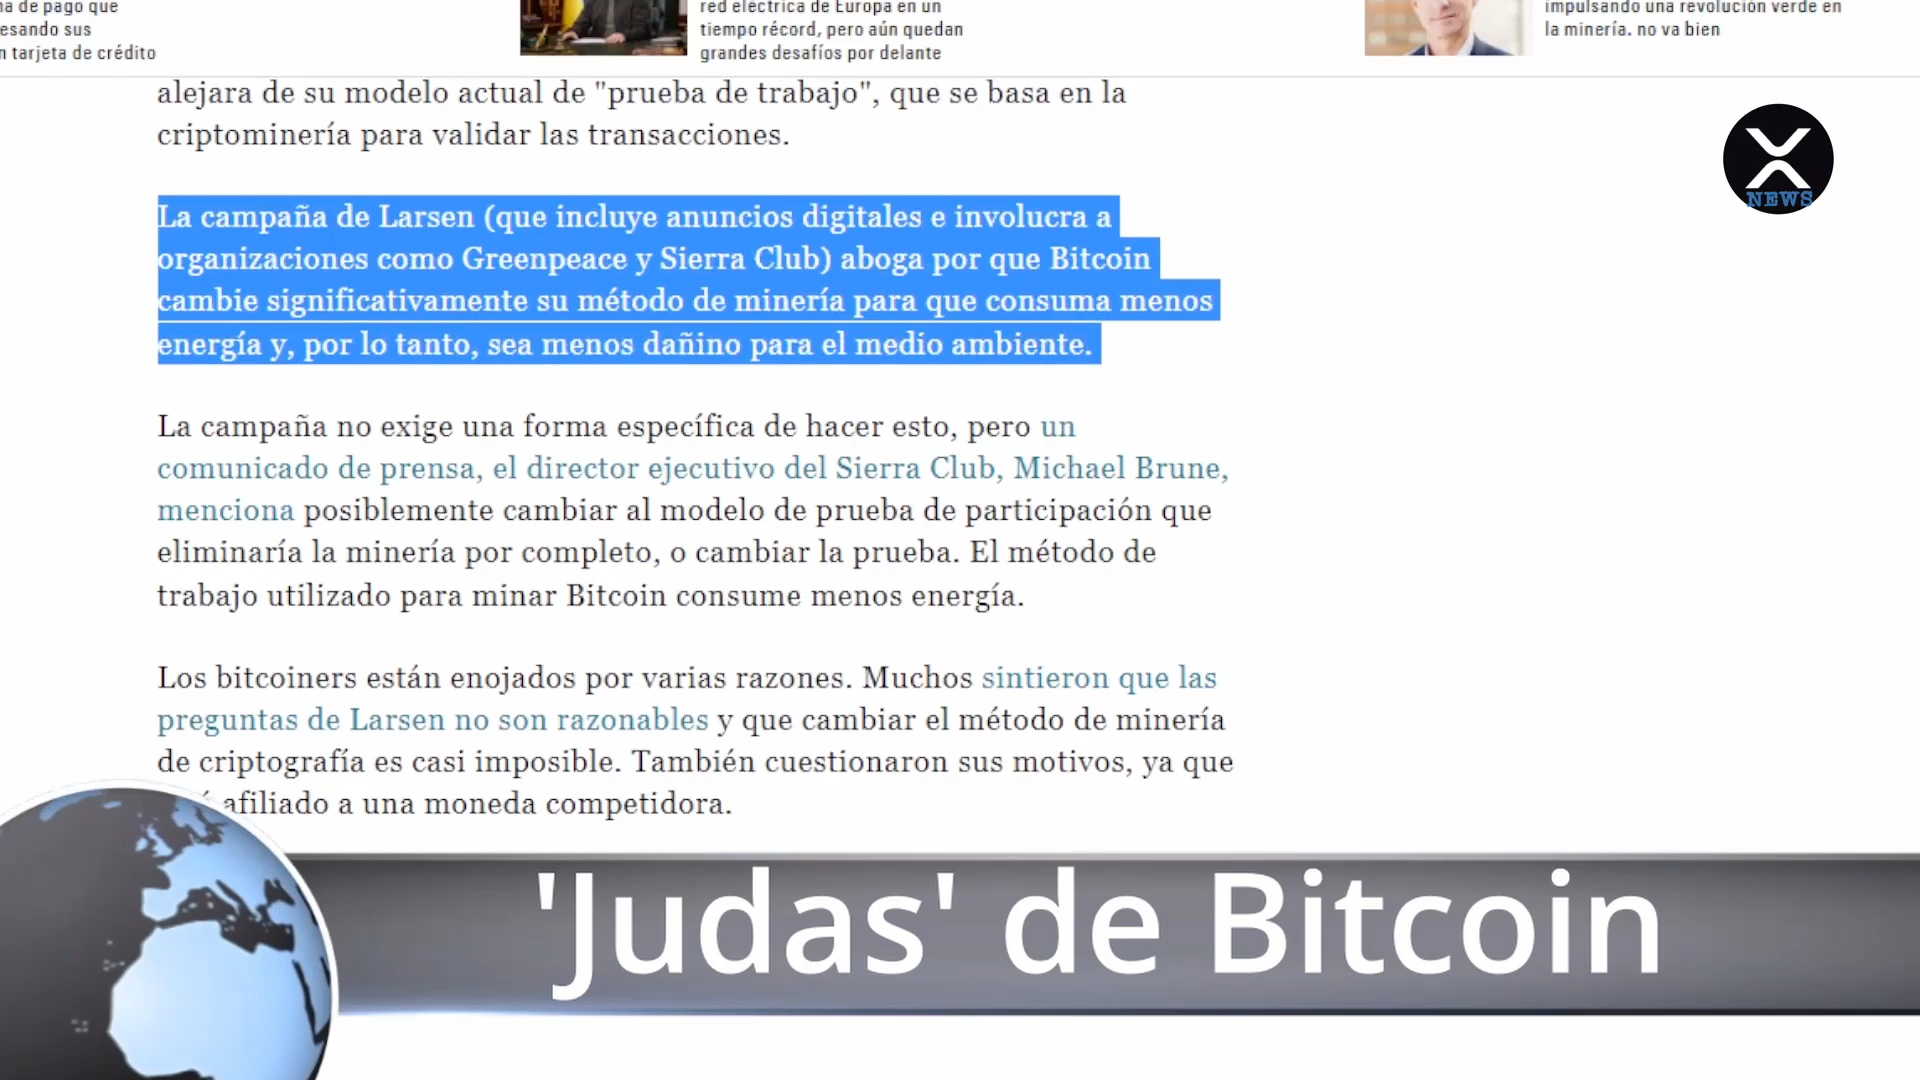 na de pago que
esando sus
n tarjeta de crédito
red eléctrica de Europa en un
tiempo récord, pero aún quedan
grandes desafíos por delante
impulsando una revolución verde en
la minería. no va bien
alejara de su modelo actual de "prueba de trabajo", que se basa en la
criptominería para validar las transacciones.
NEWS
La campaña de Larsen (que incluye anuncios digitales e involucra a
organizaciones como Greenpeace y Sierra Club) aboga por que Bitcoin
cambie significativamente su método de minería para que consuma menos
energía y, por lo tanto, sea menos dañino para el medio ambiente.
La campaña no exige una forma específica de hacer esto, pero un
comunicado de prensa, el director ejecutivo del Sierra Club, Michael Brune,
menciona posiblemente cambiar al modelo de prueba de participación que
eliminaría la minería por completo, o cambiar la prueba. El método de
trabajo utilizado para minar Bitcoin consume menos energía.
Los bitcoiners están enojados por varias razones. Muchos sintieron que las
preguntas de Larsen no son razonables y que cambiar el método de minería
de criptografía es casi imposible. También cuestionaron sus motivos, ya que
afiliado a una moneda competidora.
'Judas' de Bitcoin